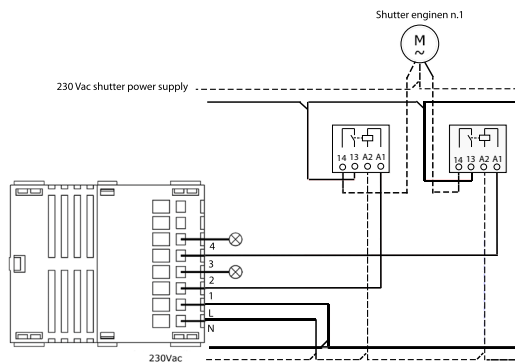 Shutter enginen n.1
M
~
230 Vac shutter power supply
14 13 A2 A1
14 13 A2 A1
4
3
2
1
L
N
230Vac